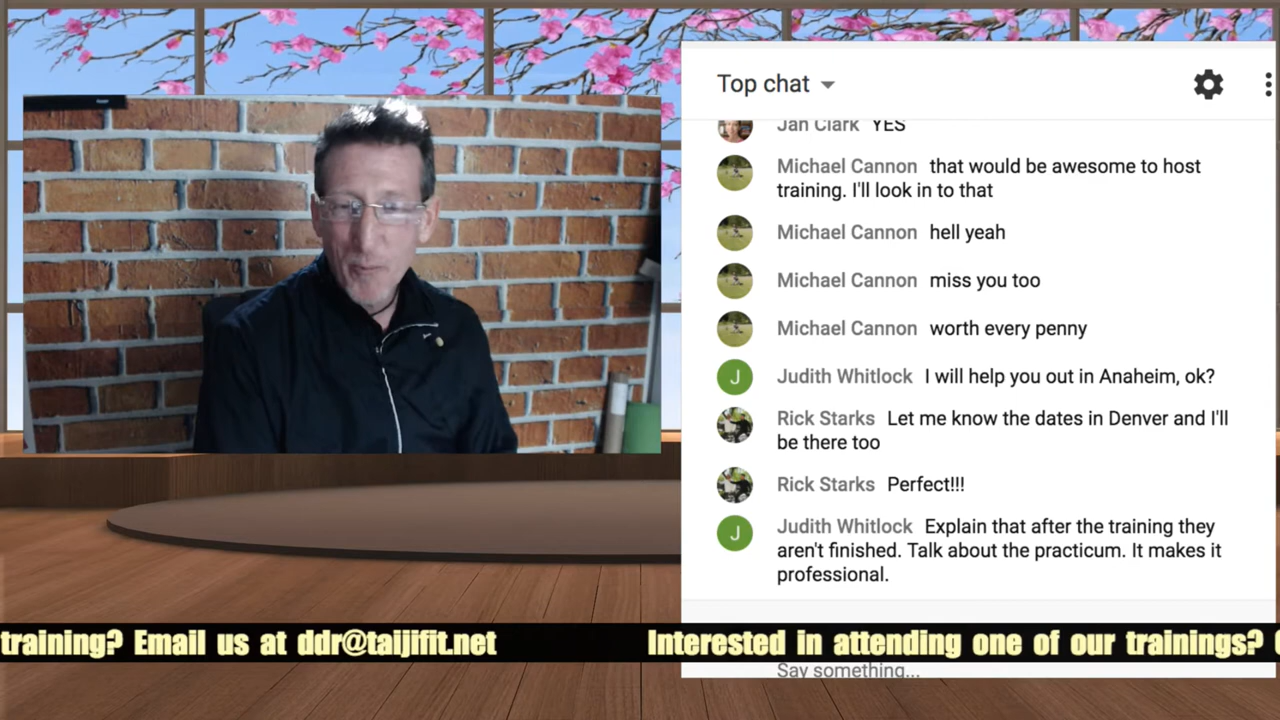 Top chat
Jan Clark YES
Michael Cannon that would be awesome to host
training. I'll look in to that
Michael Cannon hell yeah
Michael Cannon miss you too
Michael Cannon worth every penny
J
Judith Whitlock I will help you out in Anaheim, ok?
Rick Starks Let me know the dates in Denver and I'll
be there too
Rick Starks Perfect!!!
J
Judith Whitlock Explain that after the training they
aren't finished. Talk about the practicum. It makes it
professional.
training? Email us at ddr@taijifit.net Interested in attending one of our trainings?
Say something...